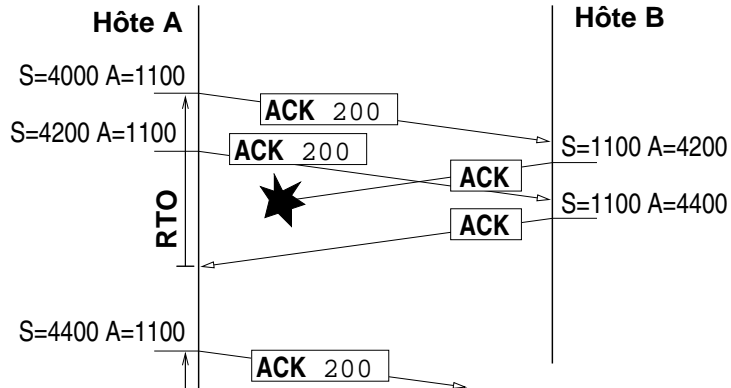 Hôte A
Hôte B
S=4000 A=1100
ACK 200
S=4200 A=1100
ACK 200
S=1100 A=4200
ACK
S=1100 A=4400
ACK
RTO
S=4400 A=1100
ACK 200